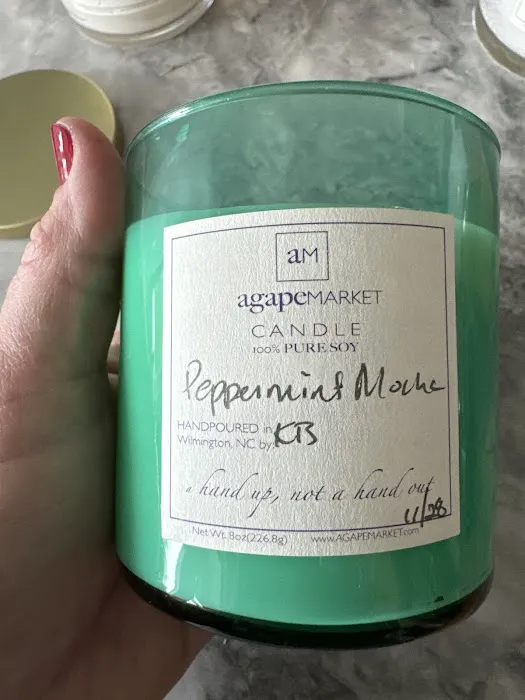 aM
agapeMARKET
CANDLE
100% PURE SOY
Peppermint Mocha
HANDPOURED in
Wilmington, NC by: KB
a hand up, not a hand out
11/28
Net Wt. 8oz(226.8g) www.AGAPEMARKET.com